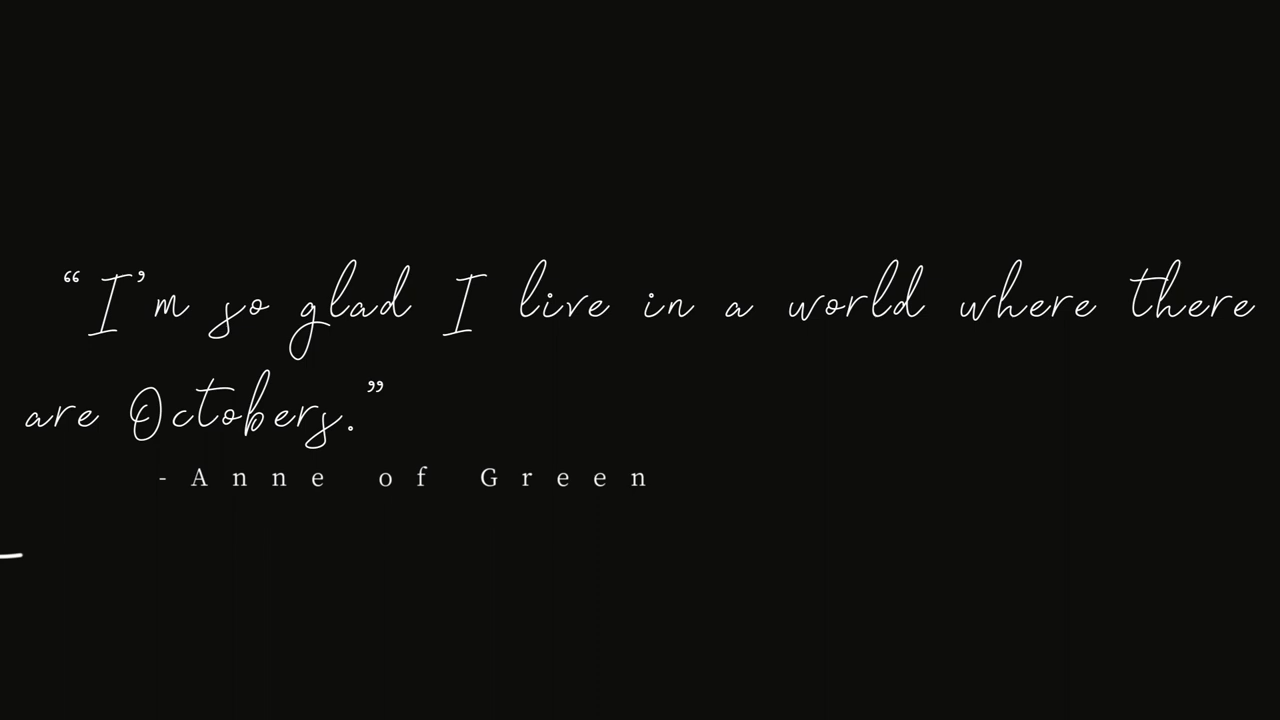 “I’m so glad I live in a world where there
are Octobers.”
- Anne of Green